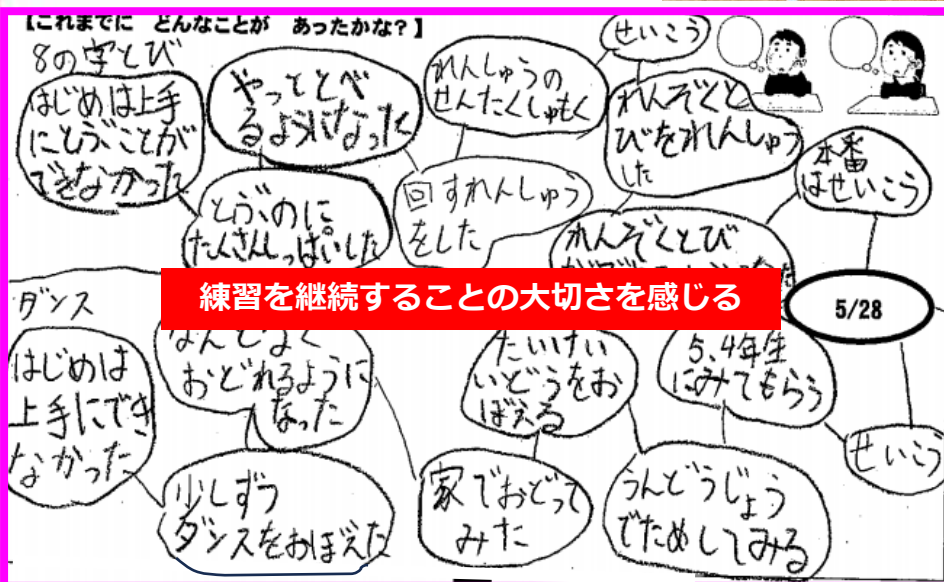 【これまでに どんなことが あったかな?】
8の字とび
はじめは上手
にとぶことが
できなかった
とぶのに
たくさんしっぱいした
やっととべ
るようになった
回すれんしゅう
をした
れんしゅうの
せんたくしゅもく
せいこう
れんぞくと
びをれんしゅう
した
れんぞくとび
本番
はせいこう
練習を継続することの大切さを感じる
5/28
ダンス
はじめは
上手にでき
なかった
少しずつ
ダンスをおぼえた
なんとなく
おどれるように
なった
家でおどって
みた
たいけい
いどうをお
ぼえる
うんどうじょう
でためしてみる
5、4年生
にみてもらう
せいこう